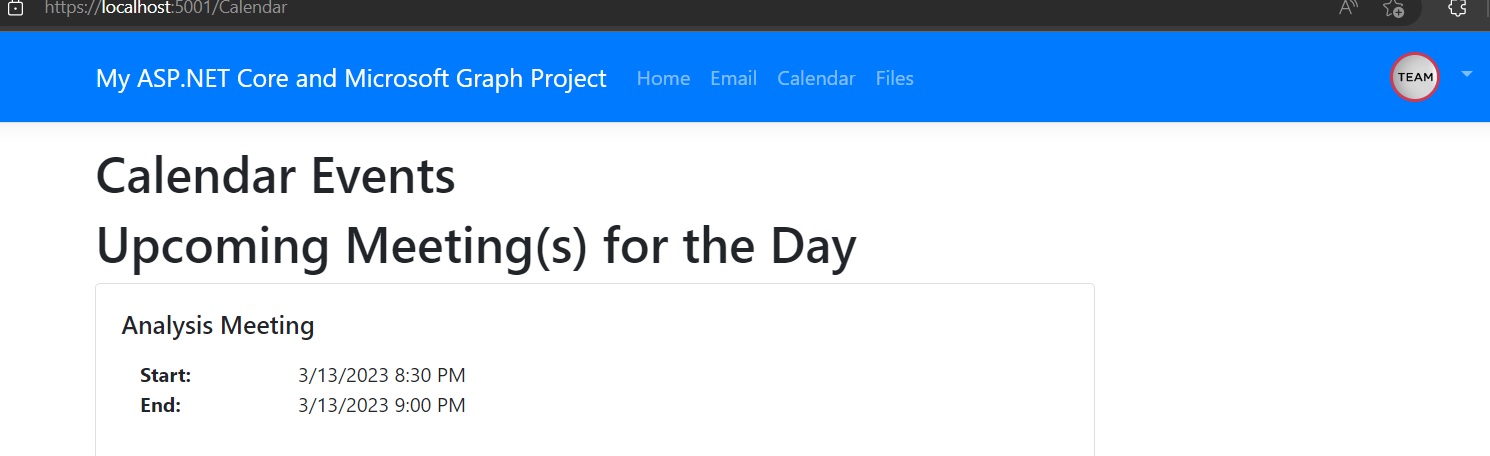 https://localhost:5001/Calendar
My ASP.NET Core and Microsoft Graph Project Home Email Calendar Files TEAM
Calendar Events
Upcoming Meeting(s) for the Day
Analysis Meeting
Start: 3/13/2023 8:30 PM
End: 3/13/2023 9:00 PM